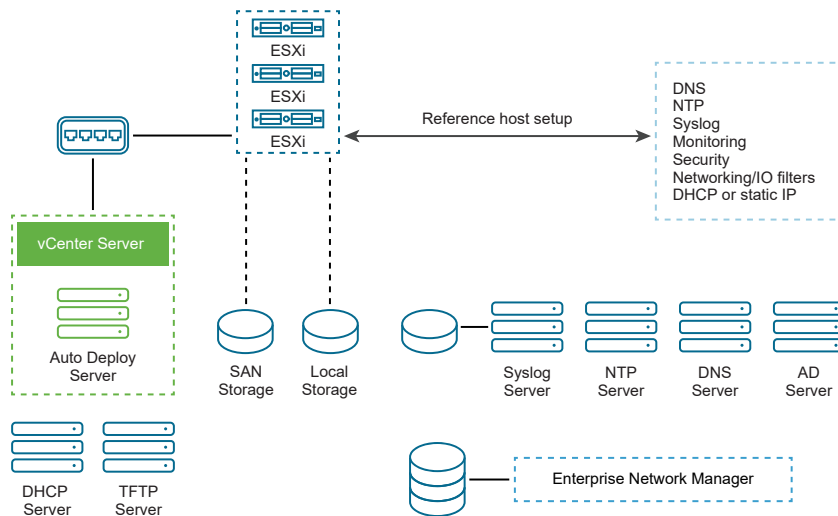 ESXi
ESXi
ESXi
Reference host setup
DNS
NTP
Syslog
Monitoring
Security
Networking/IO filters
DHCP or static IP
vCenter Server
Auto Deploy
Server
SAN
Storage
Local
Storage
Syslog
Server
NTP
Server
DNS
Server
AD
Server
DHCP
Server
TFTP
Server
Enterprise Network Manager